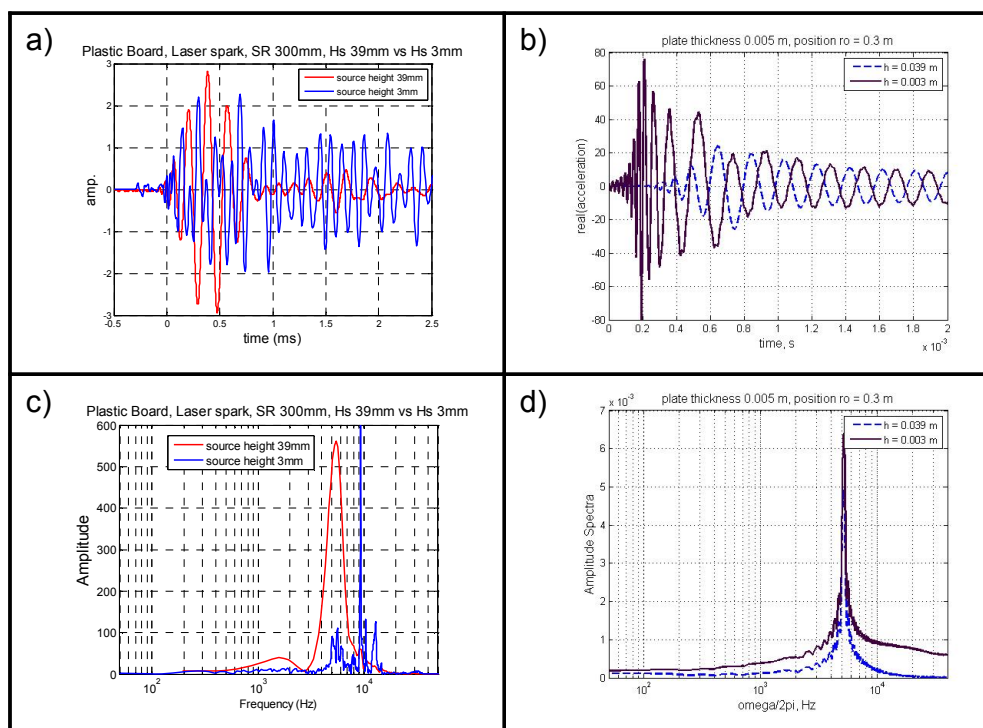 a)
Plastic Board, Laser spark, SR 300mm, Hs 39mm vs Hs 3mm
source height 39mm
source height 3mm
3
2
1
0
-1
-2
-3
amp.
-0.5 0 0.5 1 1.5 2 2.5
time (ms)
b)
plate thickness 0.005 m, position ro = 0.3 m
h = 0.039 m
h = 0.003 m
80
60
40
20
0
-20
-40
-60
-80
real(acceleration)
0 0.2 0.4 0.6 0.8 1 1.2 1.4 1.6 1.8 2
time, s
x 10⁻³
c)
Plastic Board, Laser spark, SR 300mm, Hs 39mm vs Hs 3mm
source height 39mm
source height 3mm
600
500
400
300
200
100
0
Amplitude
10² 10³ 10⁴
Frequency (Hz)
d)
plate thickness 0.005 m, position ro = 0.3 m
x 10⁻³
h = 0.039 m
h = 0.003 m
7
6
5
4
3
2
1
0
Amplitude Spectra
10² 10³ 10⁴
omega/2pi, Hz